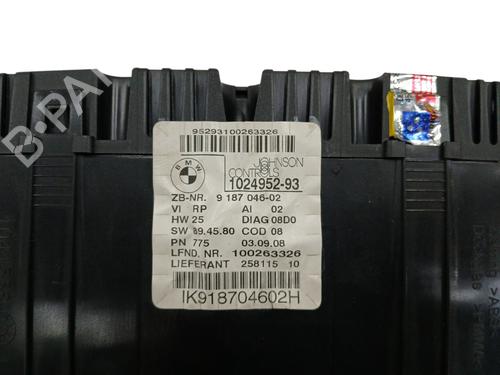 B-PARTS
95293100263326
BMW
JOHNSON
CONTROLS
1024952-93
ZB-NR. 9 187 046-02
VI RP AI 02
HW 25 DIAG 08D0
SW 89.45.80 COD 08
PN 775 03.09.08
LFND. NR. 100263326
LIEFERANT 258115 10
IK918704602H